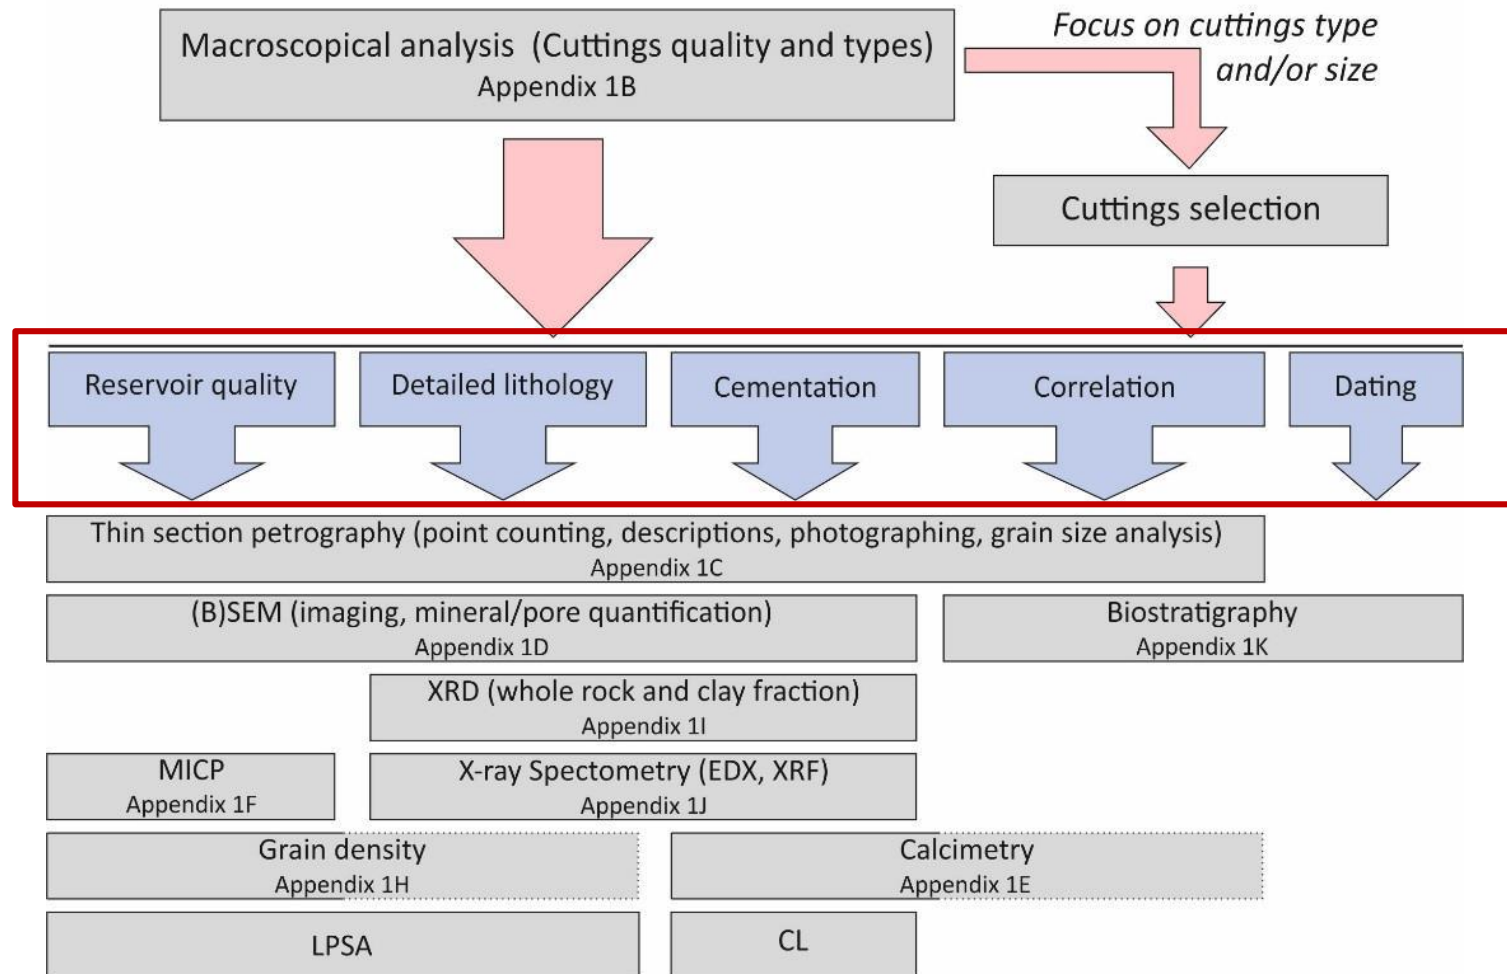 Macroscopical analysis (Cuttings quality and types)
Appendix 1B
Focus on cuttings type
and/or size
Cuttings selection
Reservoir quality
Detailed lithology
Cementation
Correlation
Dating
Thin section petrography (point counting, descriptions, photographing, grain size analysis)
Appendix 1C
(B)SEM (imaging, mineral/pore quantification)
Appendix 1D
Biostratigraphy
Appendix 1K
XRD (whole rock and clay fraction)
Appendix 1I
MICP
Appendix 1F
X-ray Spectometry (EDX, XRF)
Appendix 1J
Grain density
Appendix 1H
Calcimetry
Appendix 1E
LPSA
CL